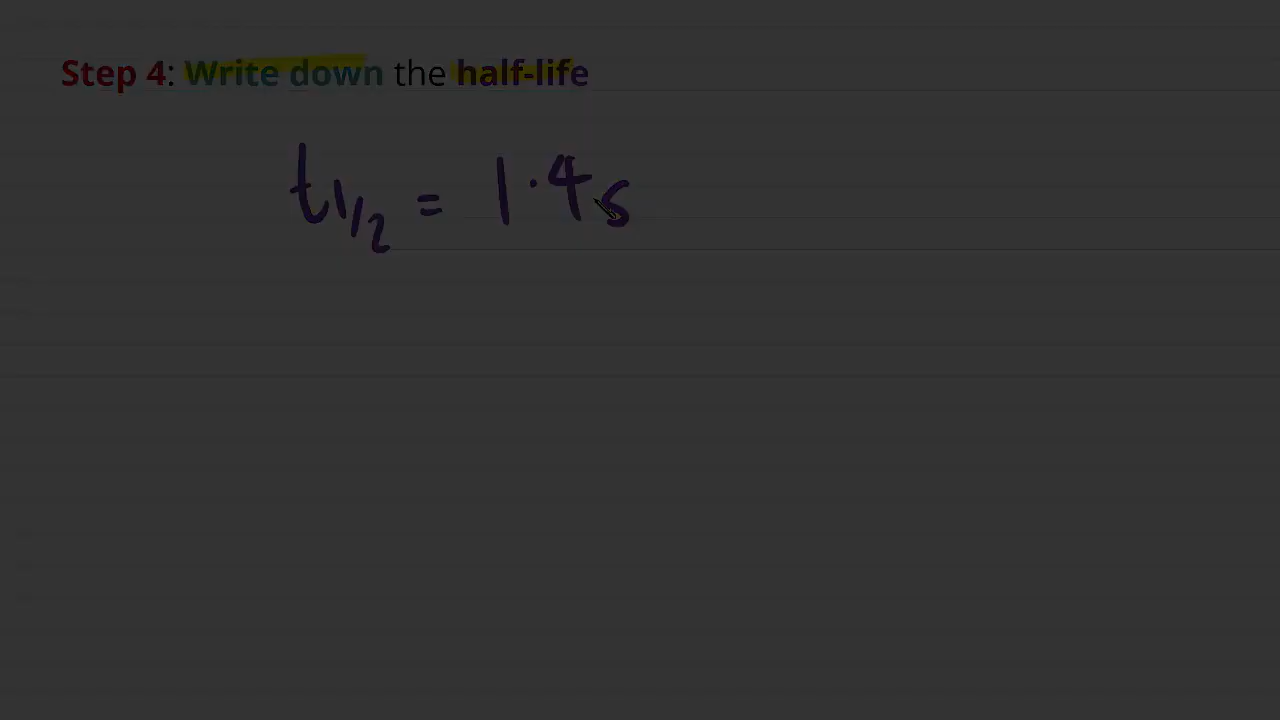 Step 4: Write down the half-life
t1/2 = 1.4s